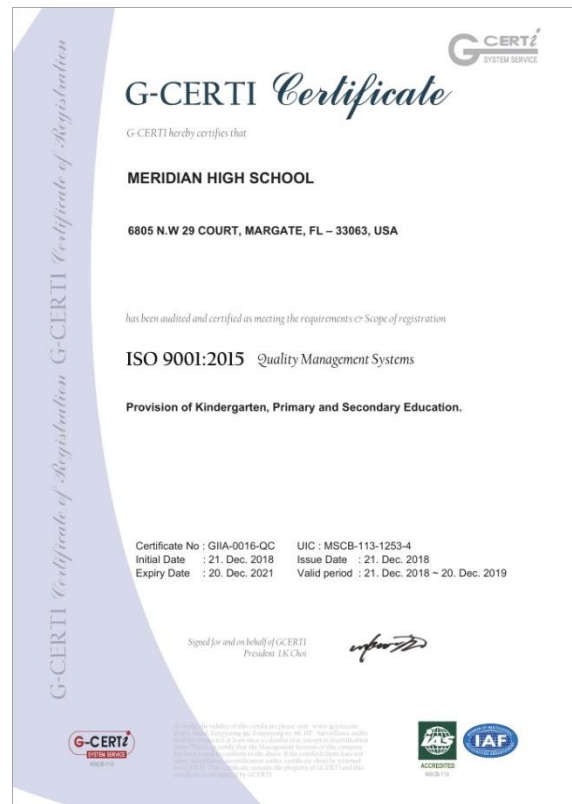 CERTi
SYSTEM SERVICE
G-CERTI Certificate
G-CERTI hereby certifies that
MERIDIAN HIGH SCHOOL
6805 N.W 29 COURT, MARGATE, FL – 33063, USA
has been audited and certified as meeting the requirements & Scope of registration
ISO 9001:2015 Quality Management Systems
Provision of Kindergarten, Primary and Secondary Education.
Certificate No : GIIA-0016-QC UIC : MSCB-113-1253-4
Initial Date : 21. Dec. 2018 Issue Date : 21. Dec. 2018
Expiry Date : 20. Dec. 2021 Valid period : 21. Dec. 2018 ~ 20. Dec. 2019
Signed for and on behalf of GCERTI
President I.K Choi
G-CERTI Certificate of Registration G-CERTI Certificate of Registration
G-CERTi
SYSTEM SERVICE
MSCB-113
IAS
ACCREDITED
MSCB-113
IAF